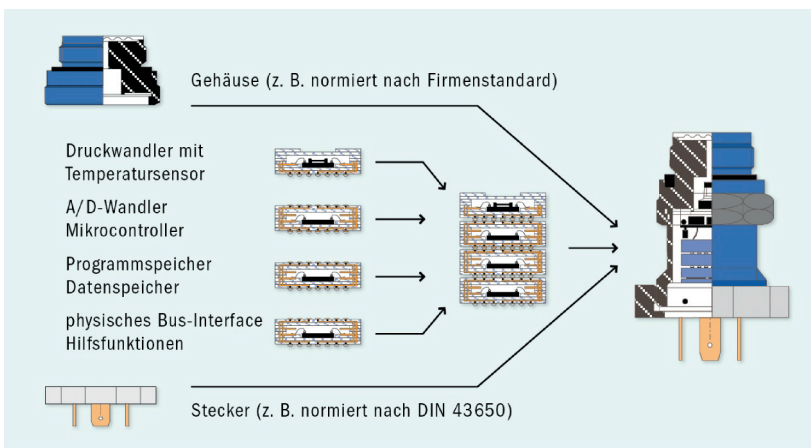 Gehäuse (z. B. normiert nach Firmenstandard)
Druckwandler mit
Temperatursensor
A/D-Wandler
Mikrocontroller
Programmspeicher
Datenspeicher
physisches Bus-Interface
Hilfsfunktionen
Stecker (z. B. normiert nach DIN 43650)